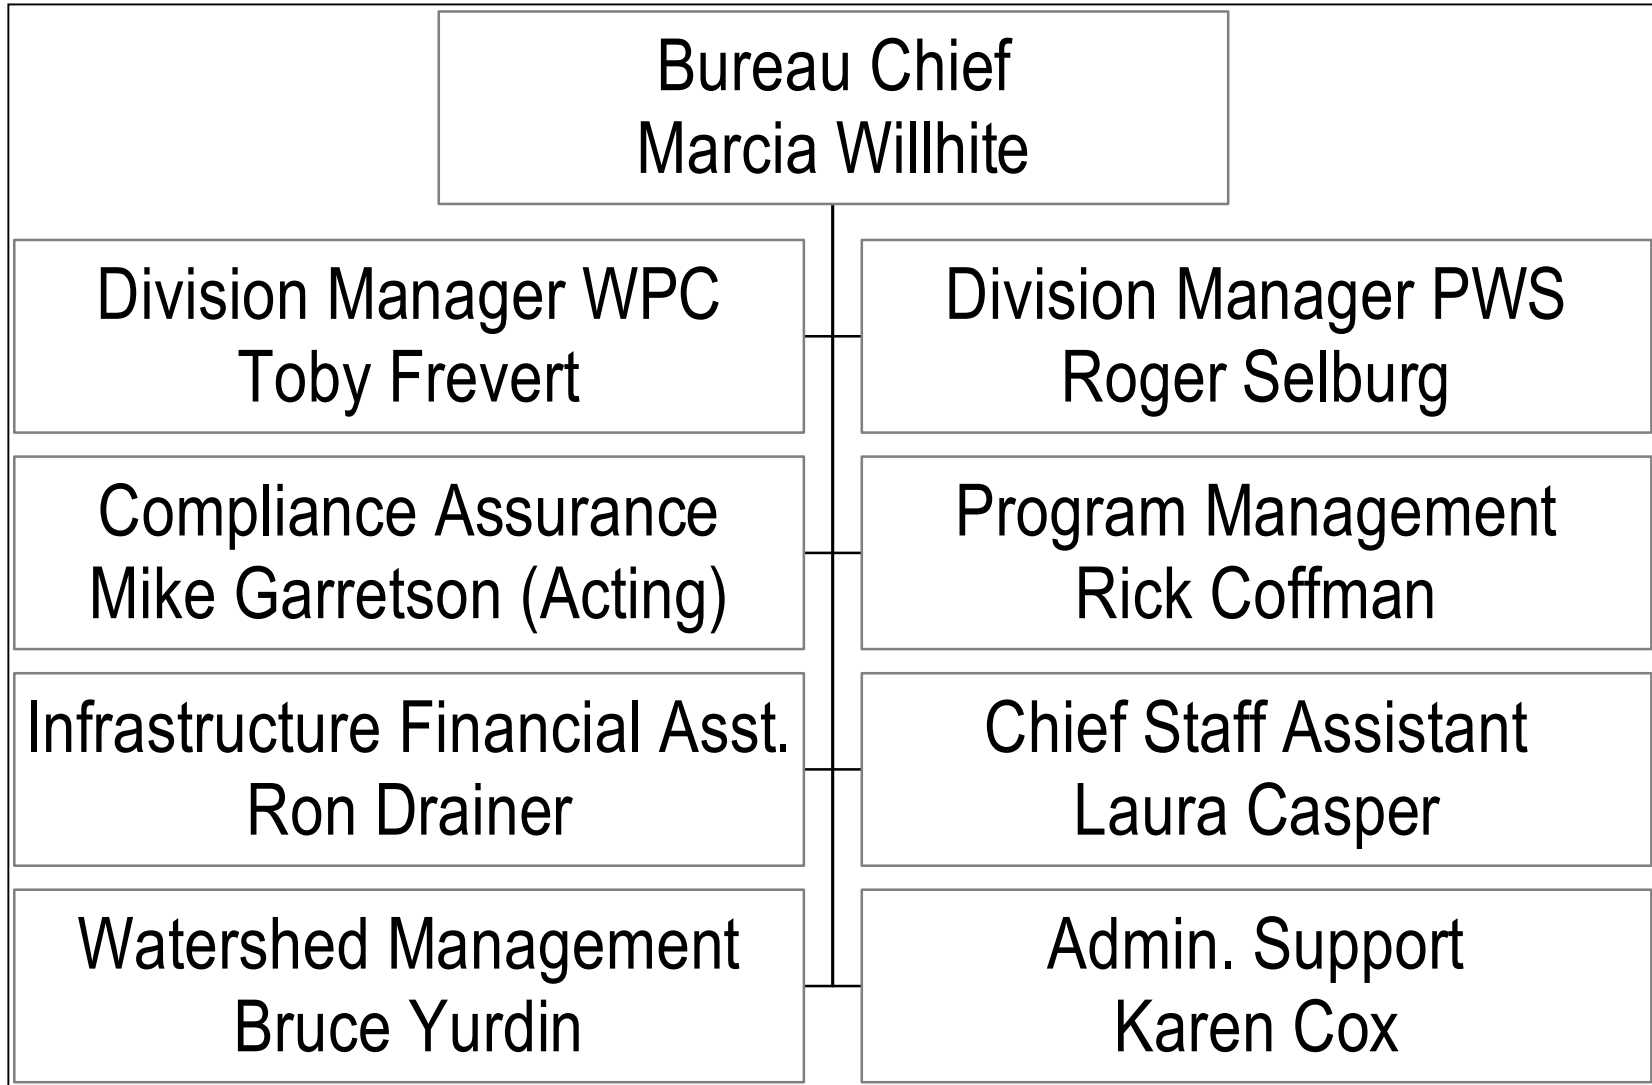 Bureau Chief
Marcia Willhite
Division Manager WPC
Toby Frevert
Division Manager PWS
Roger Selburg
Compliance Assurance
Mike Garretson (Acting)
Program Management
Rick Coffman
Infrastructure Financial Asst.
Ron Drainer
Chief Staff Assistant
Laura Casper
Watershed Management
Bruce Yurdin
Admin. Support
Karen Cox